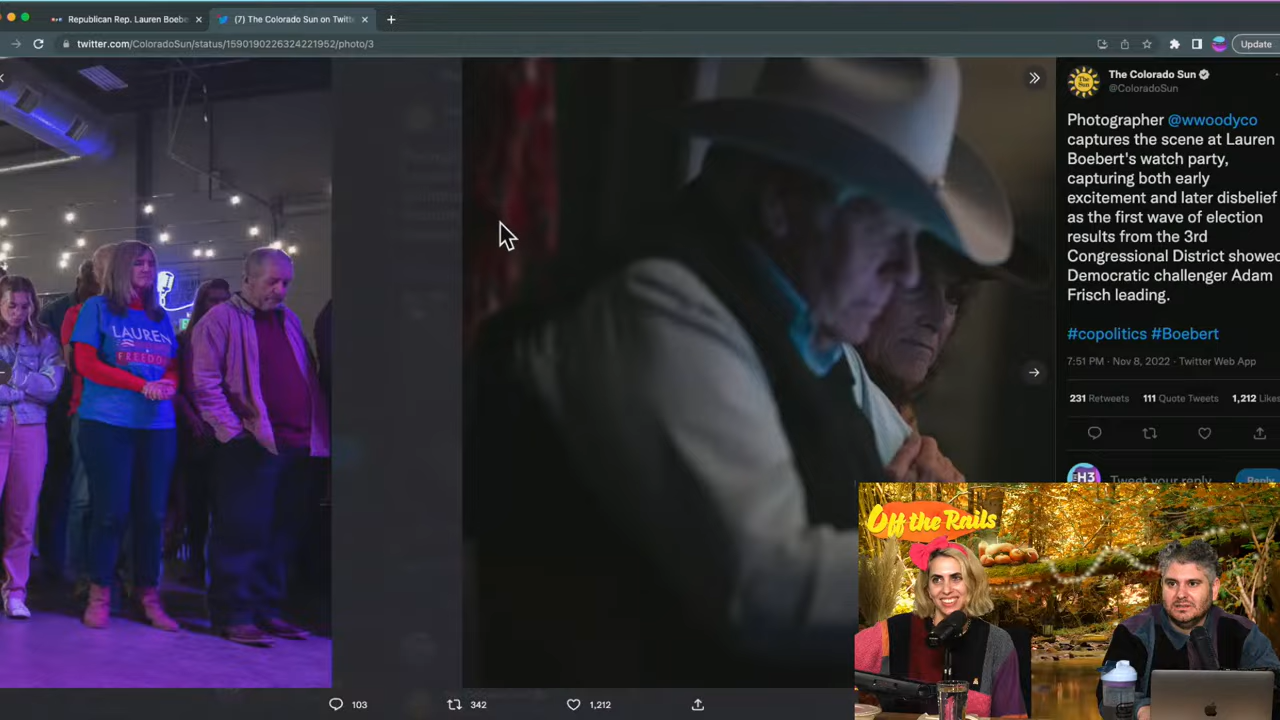 Republican Rep. Lauren Boebe
(7) The Colorado Sun on Twitt
twitter.com/ColoradoSun/status/1590190226324221952/photo/3
Update
The Colorado Sun
@ColoradoSun
Photographer @wwoodyco
captures the scene at Lauren
Boebert's watch party,
capturing both early
excitement and later disbelief
as the first wave of election
results from the 3rd
Congressional District showed
Democratic challenger Adam
Frisch leading.
#copolitics #Boebert
7:51 PM · Nov 8, 2022 · Twitter Web App
231 Retweets 111 Quote Tweets 1,212 Likes
H3
Tweet your reply
Reply
LAUREN
FREEDOM
Off the Rails
103
342
1,212